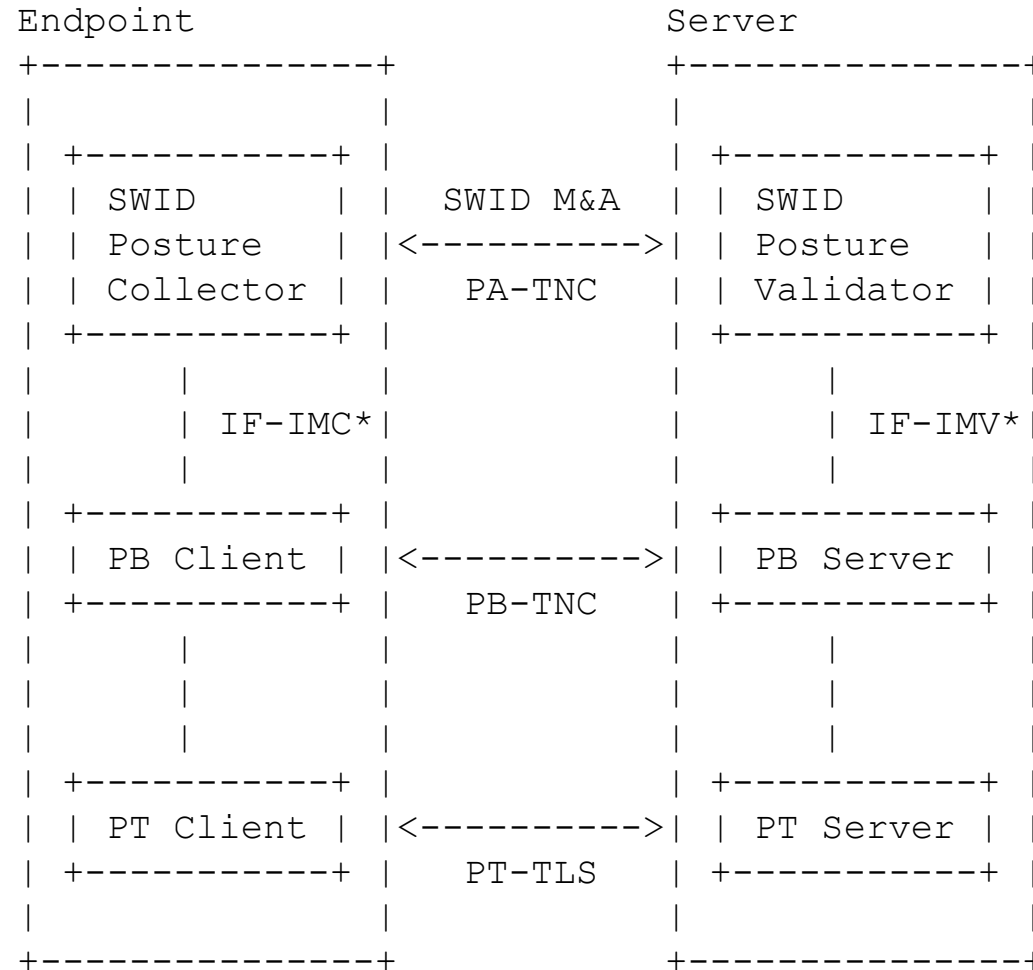 Endpoint Server
+---------------+ +---------------+
| | | |
| +-----------+ | | +-----------+ |
| | SWID | | SWID M&A | | SWID | |
| | Posture | |<---------->| | Posture | |
| | Collector | | PA-TNC | | Validator | |
| +-----------+ | | +-----------+ |
| | | | | |
| | IF-IMC*| | | IF-IMV*|
| | | | | |
| +-----------+ | | +-----------+ |
| | PB Client | |<---------->| | PB Server | |
| +-----------+ | PB-TNC | +-----------+ |
| | | | | |
| | | | | |
| | | | | |
| +-----------+ | | +-----------+ |
| | PT Client | |<---------->| | PT Server | |
| +-----------+ | PT-TLS | +-----------+ |
| | | |
+---------------+ +---------------+